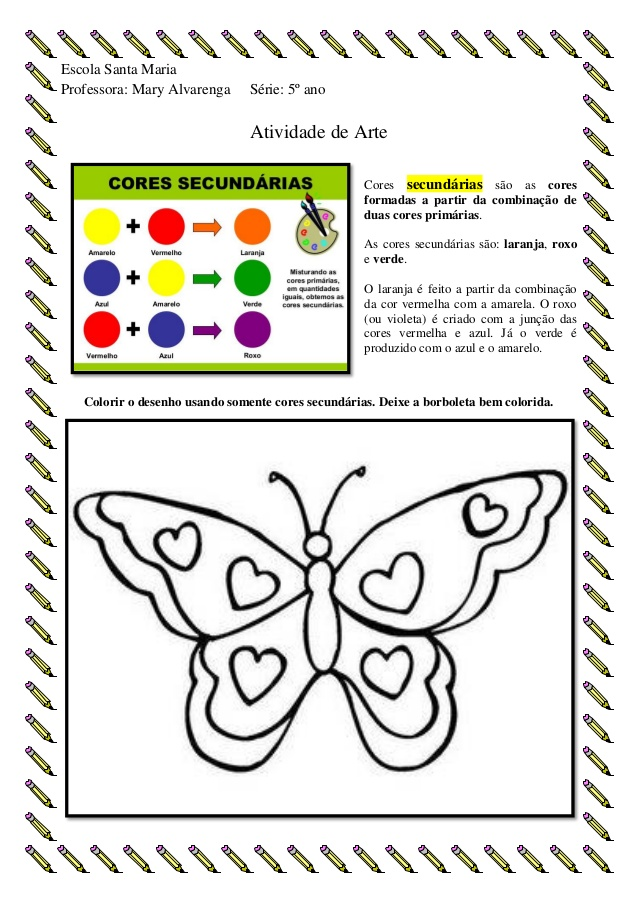 Escola Santa Maria
Professora: Mary Alvarenga Série: 5º ano
Atividade de Arte
CORES SECUNDÁRIAS
Amarelo Vermelho Laranja
Azul Amarelo Verde
Vermelho Azul Roxo
Misturando as
cores primárias,
em quantidades
iguais, obtemos as
cores secundárias.
Cores secundárias são as cores
formadas a partir da combinação de
duas cores primárias.
As cores secundárias são: laranja, roxo
e verde.
O laranja é feito a partir da combinação
da cor vermelha com a amarela. O roxo
(ou violeta) é criado com a junção das
cores vermelha e azul. Já o verde é
produzido com o azul e o amarelo.
Colorir o desenho usando somente cores secundárias. Deixe a borboleta bem colorida.